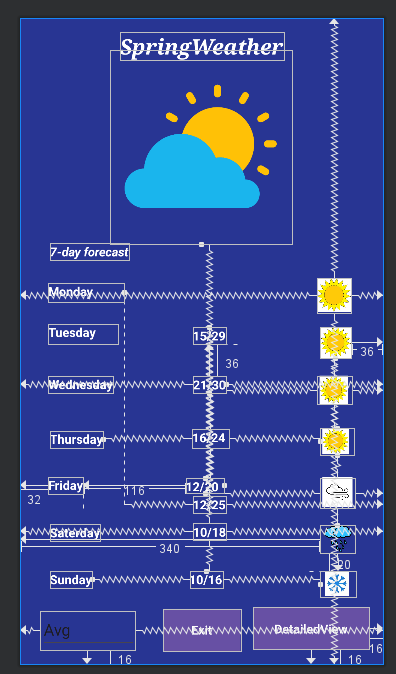 SpringWeather
7-day forecast
Monday
Tuesday
15/29
36
36
Wednesday
21/30
Thursday
16/24
Friday
116
12/20
32
12/25
Saterday
10/18
340
20
Sunday
10/16
Avg
Exit
DetailedView
16
16
16